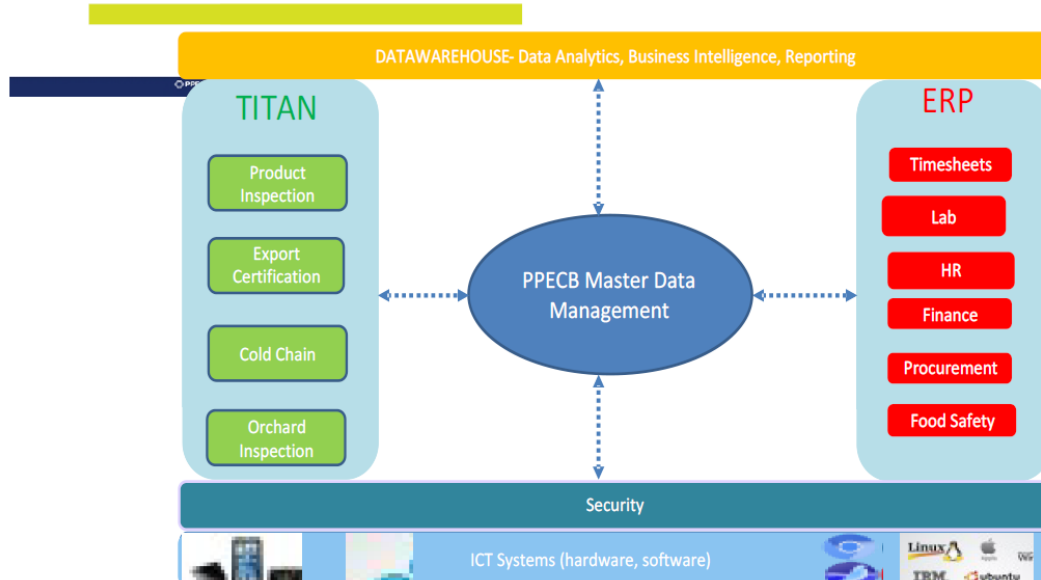 DATAWAREHOUSE- Data Analytics, Business Intelligence, Reporting
TITAN
Product
Inspection
Export
Certification
Cold Chain
Orchard
Inspection
PPECB Master Data
Management
ERP
Timesheets
Lab
HR
Finance
Procurement
Food Safety
Security
ICT Systems (hardware, software)
Linux
IBM
ubuntu